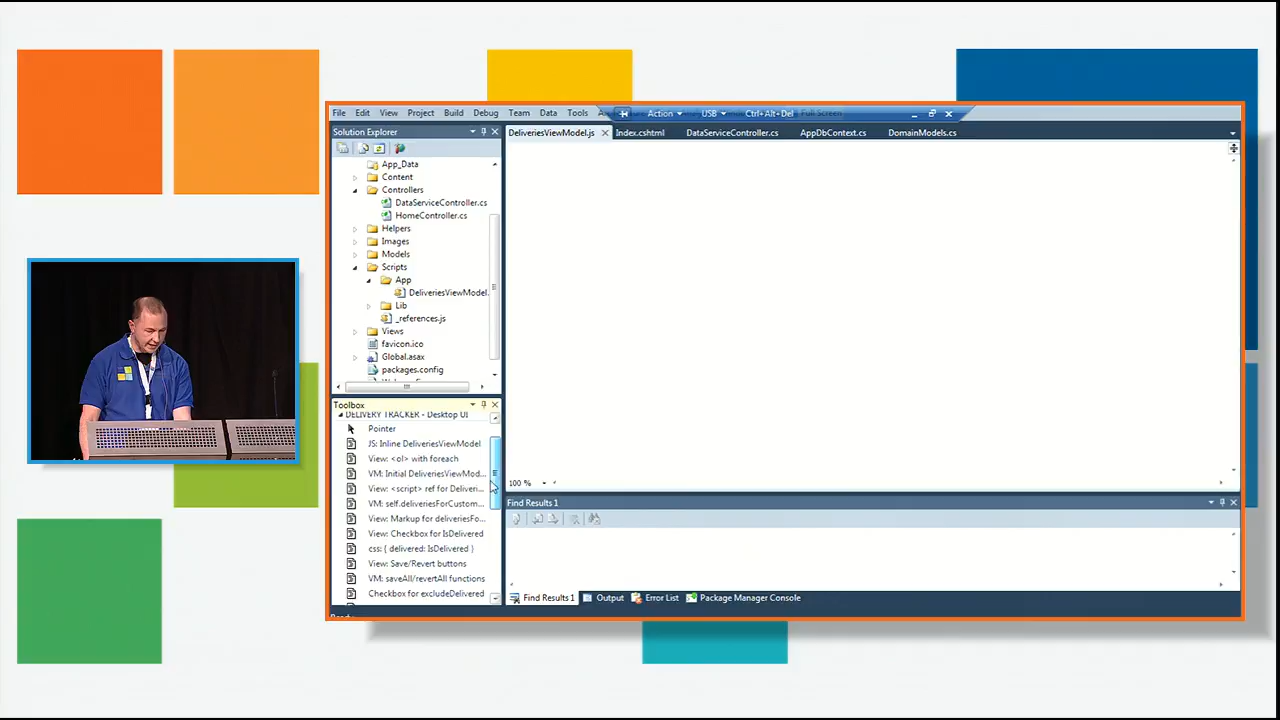 File Edit View Project Build Debug Team Data Tools
Action USB Ctrl+Alt+Del Full Screen
Solution Explorer
DeliveriesViewModel.js Index.cshtml DataServiceController.cs AppDbContext.cs DomainModels.cs
App_Data
Content
Controllers
DataServiceController.cs
HomeController.cs
Helpers
Images
Models
Scripts
App
DeliveriesViewModel.
Lib
_references.js
Views
favicon.ico
Global.asax
packages.config
Toolbox
DELIVERY TRACKER - Desktop UI
Pointer
JS: Inline DeliveriesViewModel
View: <ol> with foreach
VM: Initial DeliveriesViewMod...
View: <script> ref for Deliveri...
VM: self.deliveriesForCustom...
View: Markup for deliveriesFo...
View: Checkbox for IsDelivered
css: { delivered: IsDelivered }
View: Save/Revert buttons
VM: saveAll/revertAll functions
Checkbox for excludeDelivered
100 %
Find Results 1
Find Results 1 Output Error List Package Manager Console